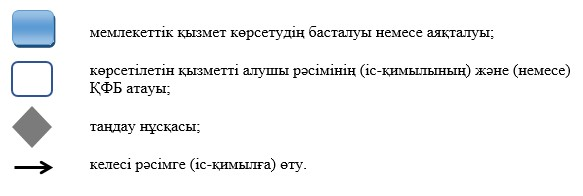 мемлекеттік қызмет көрсетудің басталуы немесе аяқталуы;
көрсетілетін қызметті алушы рәсімінің (іс-қимылының) және (немесе)
ҚФБ атауы;
таңдау нұсқасы;
келесі рәсімге (іс-қимылға) өту.